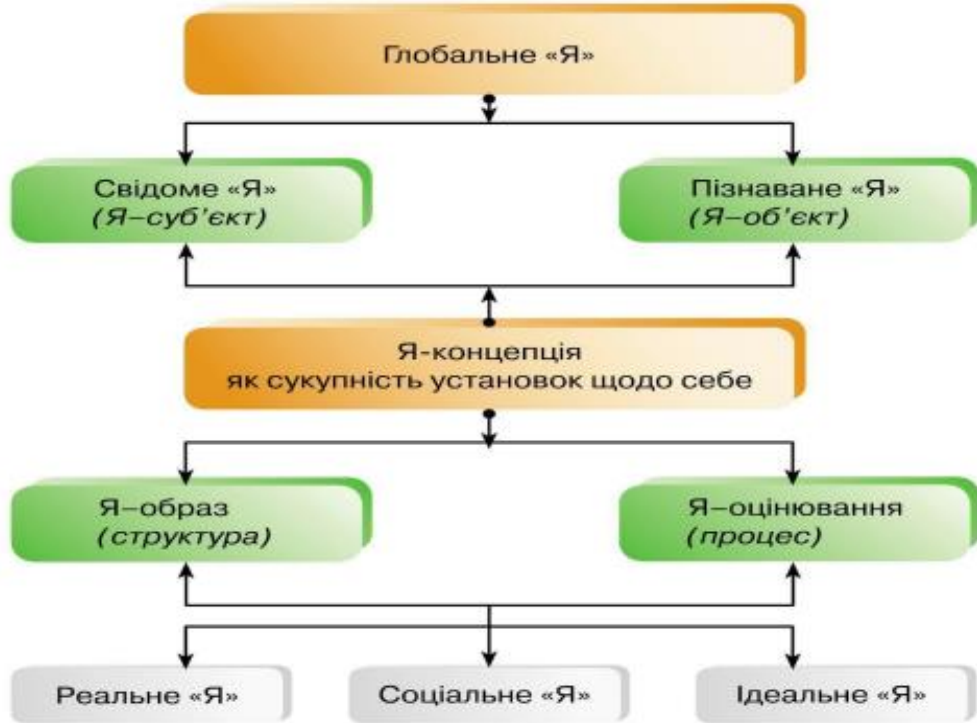 Глобальне «Я»
Свідоме «Я»
(Я–суб’єкт)
Пізнаване «Я»
(Я–об’єкт)
Я-концепція
як сукупність установок щодо себе
Я–образ
(структура)
Я–оцінювання
(процес)
Реальне «Я»
Соціальне «Я»
Ідеальне «Я»